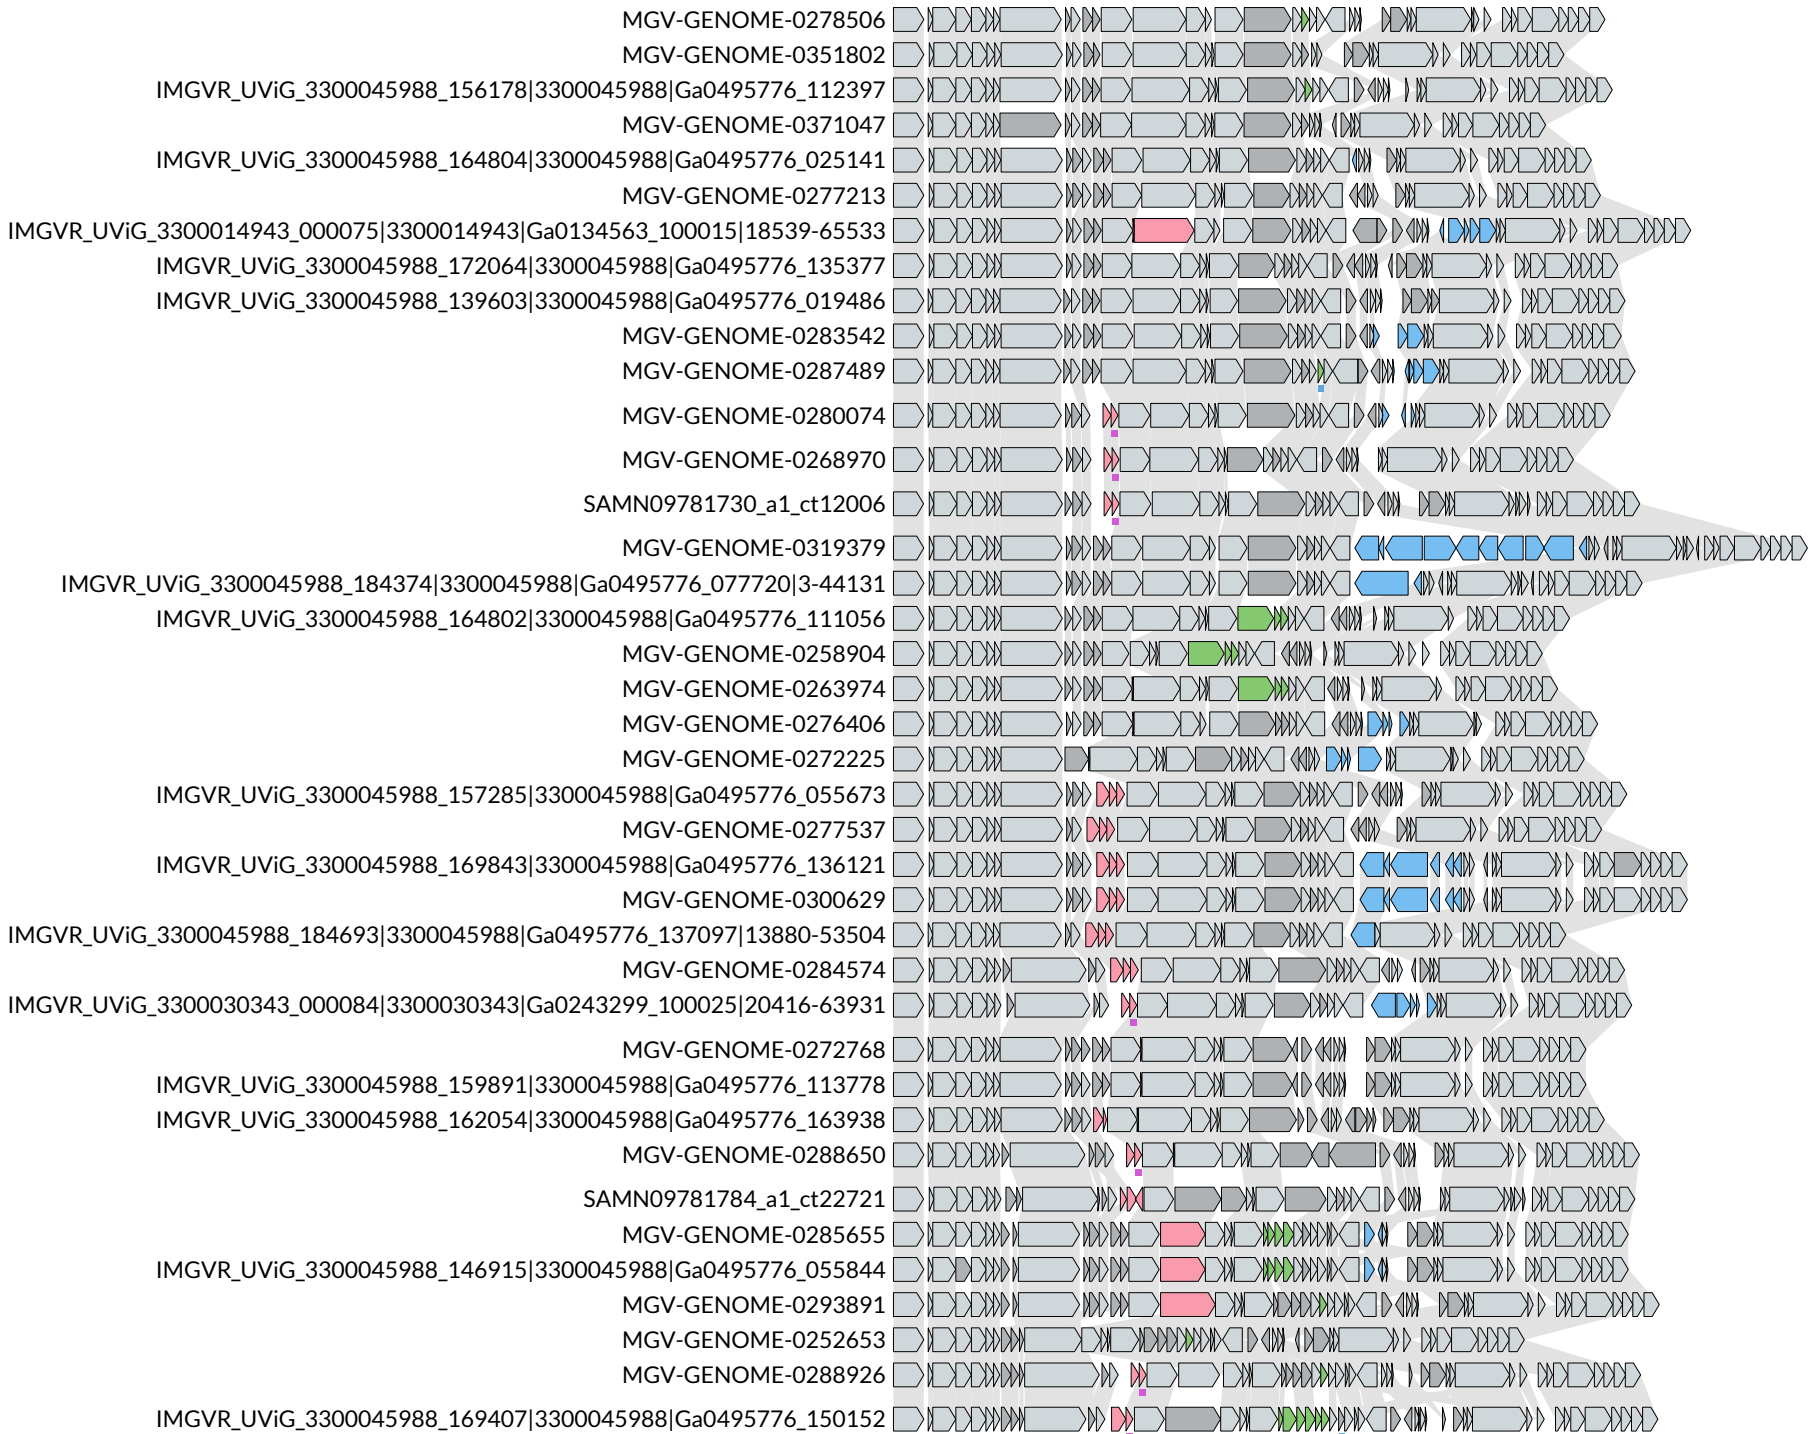 MGV-GENOME-0278506
MGV-GENOME-0351802
IMGVR_UViG_3300045988_156178|3300045988|Ga0495776_112397
MGV-GENOME-0371047
IMGVR_UViG_3300045988_164804|3300045988|Ga0495776_025141
MGV-GENOME-0277213
IMGVR_UViG_3300014943_000075|3300014943|Ga0134563_100015|18539-65533
IMGVR_UViG_3300045988_172064|3300045988|Ga0495776_135377
IMGVR_UViG_3300045988_139603|3300045988|Ga0495776_019486
MGV-GENOME-0283542
MGV-GENOME-0287489
MGV-GENOME-0280074
MGV-GENOME-0268970
SAMN09781730_a1_ct12006
MGV-GENOME-0319379
IMGVR_UViG_3300045988_184374|3300045988|Ga0495776_077720|3-44131
IMGVR_UViG_3300045988_164802|3300045988|Ga0495776_111056
MGV-GENOME-0258904
MGV-GENOME-0263974
MGV-GENOME-0276406
MGV-GENOME-0272225
IMGVR_UViG_3300045988_157285|3300045988|Ga0495776_055673
MGV-GENOME-0277537
IMGVR_UViG_3300045988_169843|3300045988|Ga0495776_136121
MGV-GENOME-0300629
IMGVR_UViG_3300045988_184693|3300045988|Ga0495776_137097|13880-53504
MGV-GENOME-0284574
IMGVR_UViG_3300030343_000084|3300030343|Ga0243299_100025|20416-63931
MGV-GENOME-0272768
IMGVR_UViG_3300045988_159891|3300045988|Ga0495776_113778
IMGVR_UViG_3300045988_162054|3300045988|Ga0495776_163938
MGV-GENOME-0288650
SAMN09781784_a1_ct22721
MGV-GENOME-0285655
IMGVR_UViG_3300045988_146915|3300045988|Ga0495776_055844
MGV-GENOME-0293891
MGV-GENOME-0252653
MGV-GENOME-0288926
IMGVR_UViG_3300045988_169407|3300045988|Ga0495776_150152